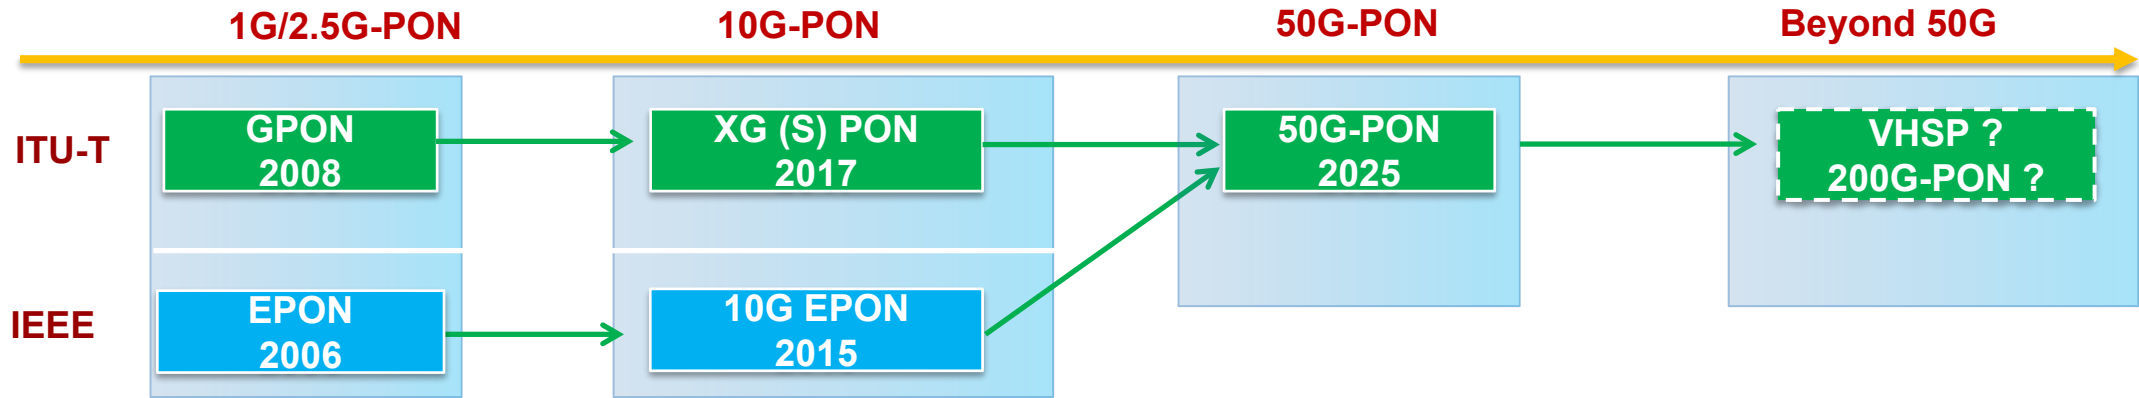 1G/2.5G-PON
10G-PON
50G-PON
Beyond 50G
ITU-T
GPON
2008
XG (S) PON
2017
50G-PON
2025
VHSP ?
200G-PON ?
IEEE
EPON
2006
10G EPON
2015